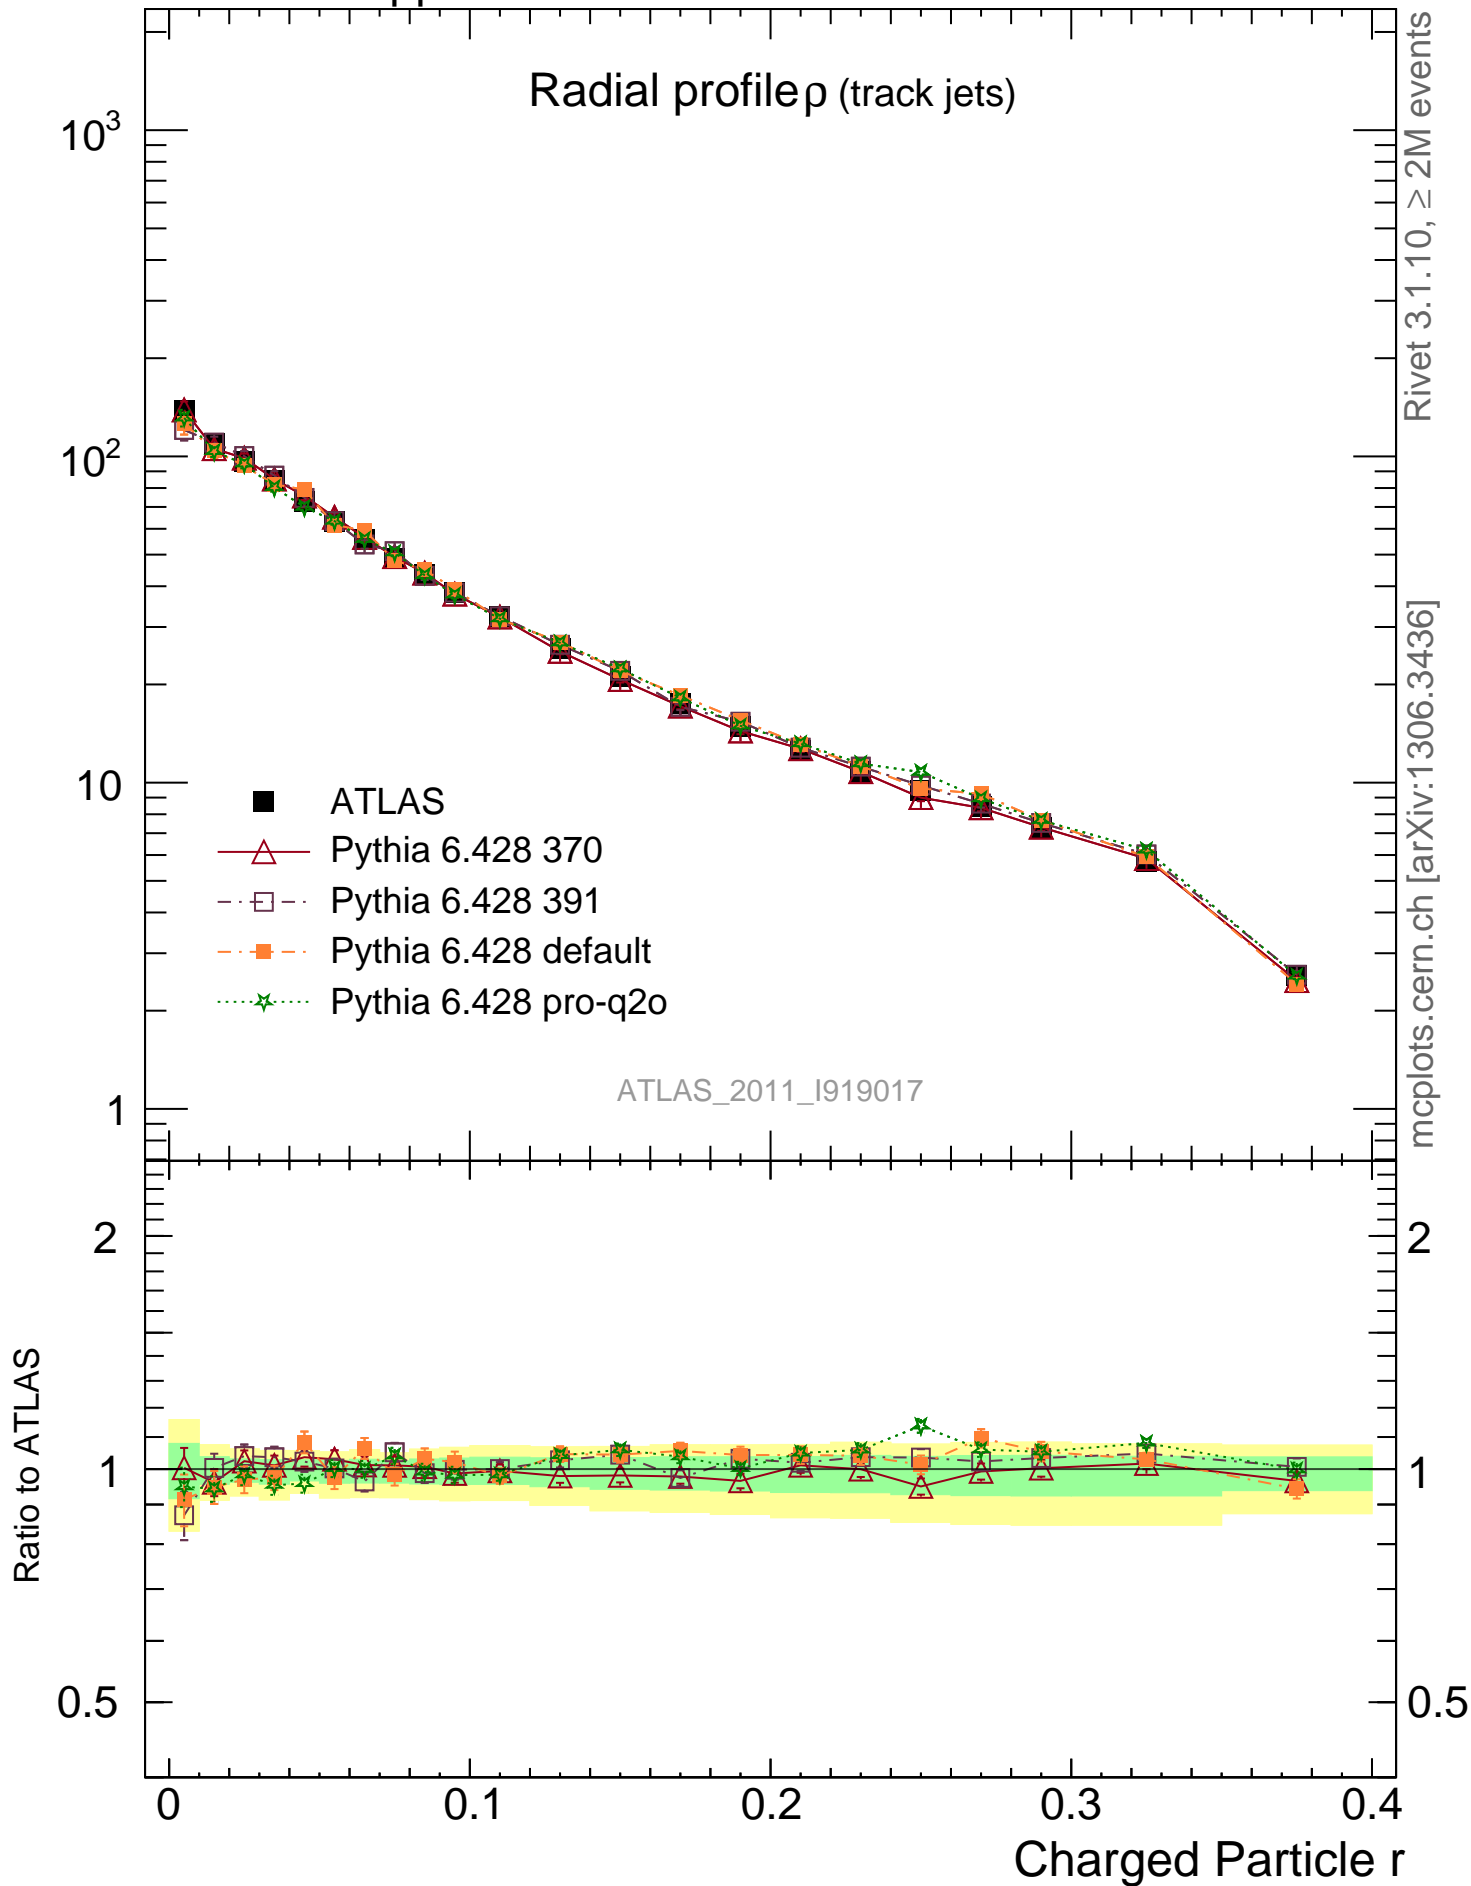 pp
Radial profileρ (track jets)
10³
10²
10
1
ATLAS
Pythia 6.428 370
Pythia 6.428 391
Pythia 6.428 default
Pythia 6.428 pro-q2o
ATLAS_2011_I919017
Rivet 3.1.10, ≥ 2M events
mcplots.cern.ch [arXiv:1306.3436]
Ratio to ATLAS
2
1
0.5
2
1
0.5
0
0.1
0.2
0.3
0.4
Charged Particle r